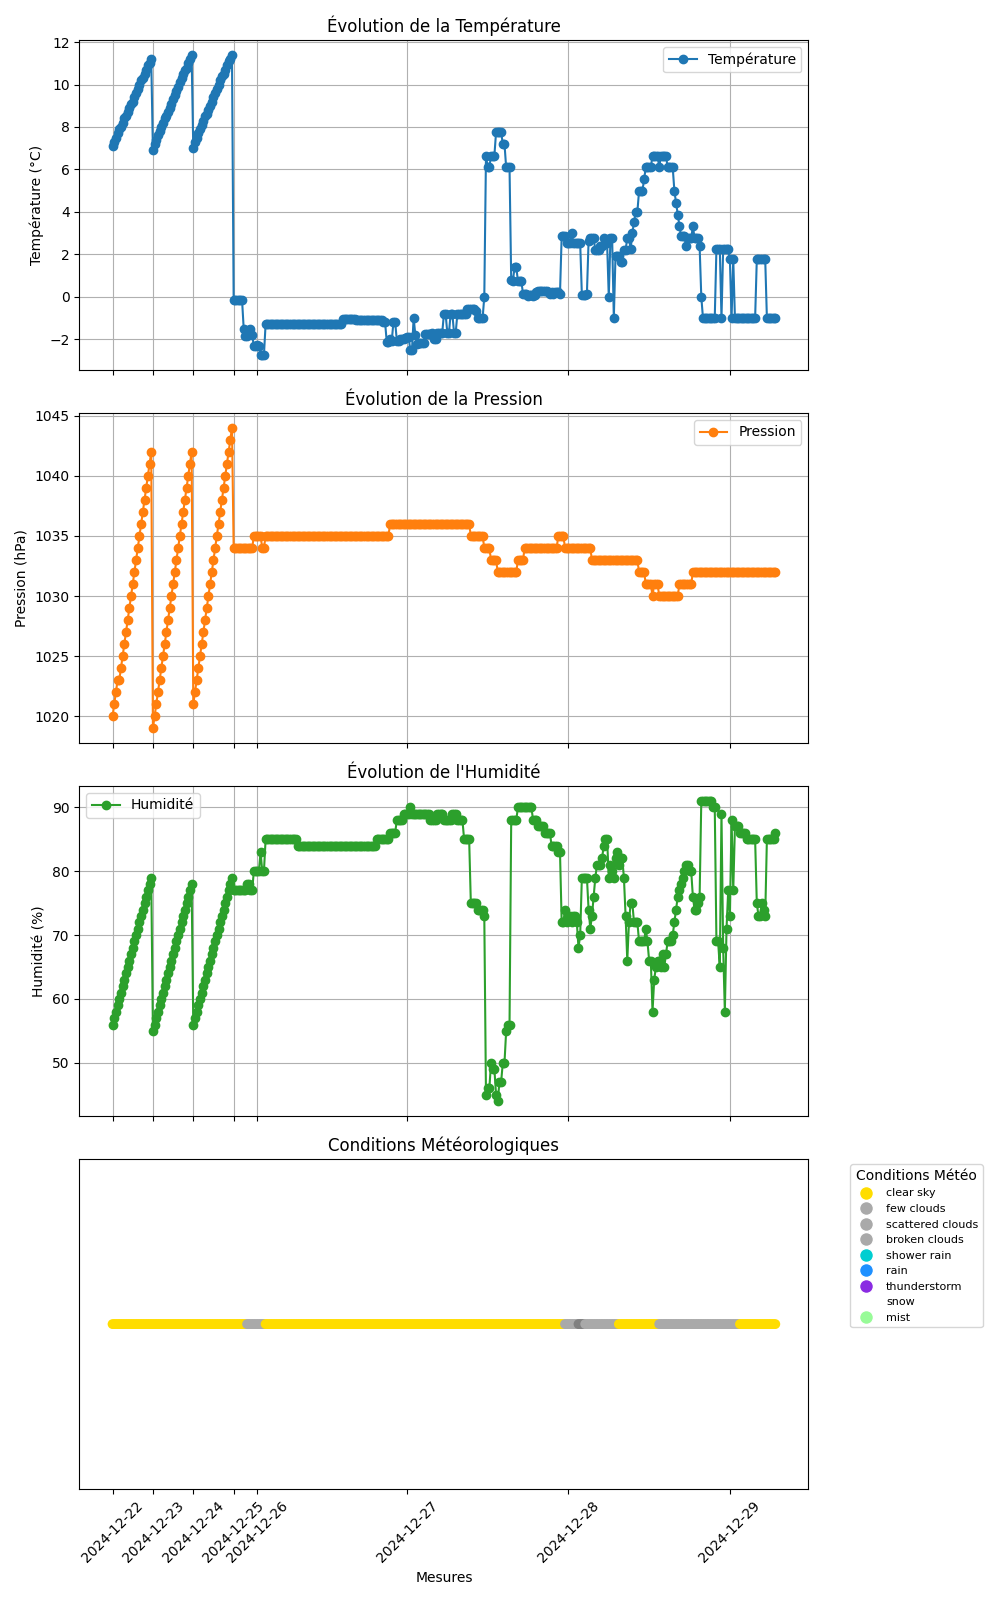 Évolution de la Température
12
10
8
6
4
2
0
−2
Température (°C)
Température
Évolution de la Pression
1045
1040
1035
1030
1025
1020
Pression (hPa)
Pression
Évolution de l'Humidité
90
80
70
60
50
Humidité (%)
Humidité
Conditions Météorologiques
Conditions Météo
clear sky
few clouds
scattered clouds
broken clouds
shower rain
rain
thunderstorm
snow
mist
2024-12-22
2024-12-23
2024-12-24
2024-12-25
2024-12-26
2024-12-27
2024-12-28
2024-12-29
Mesures